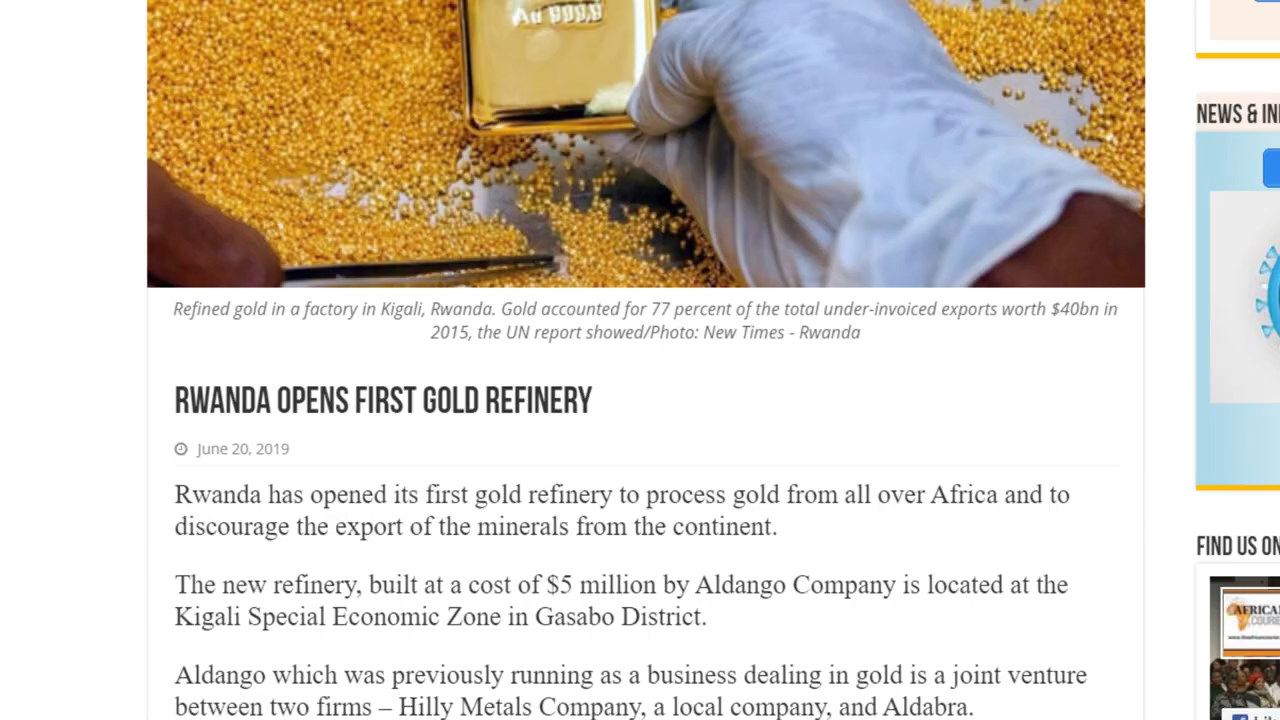 Au 999,9
Refined gold in a factory in Kigali, Rwanda. Gold accounted for 77 percent of the total under-invoiced exports worth $40bn in
2015, the UN report showed/Photo: New Times - Rwanda
RWANDA OPENS FIRST GOLD REFINERY
June 20, 2019
Rwanda has opened its first gold refinery to process gold from all over Africa and to
discourage the export of the minerals from the continent.
The new refinery, built at a cost of $5 million by Aldango Company is located at the
Kigali Special Economic Zone in Gasabo District.
Aldango which was previously running as a business dealing in gold is a joint venture
between two firms – Hilly Metals Company, a local company, and Aldabra.
NEWS &
FIND US